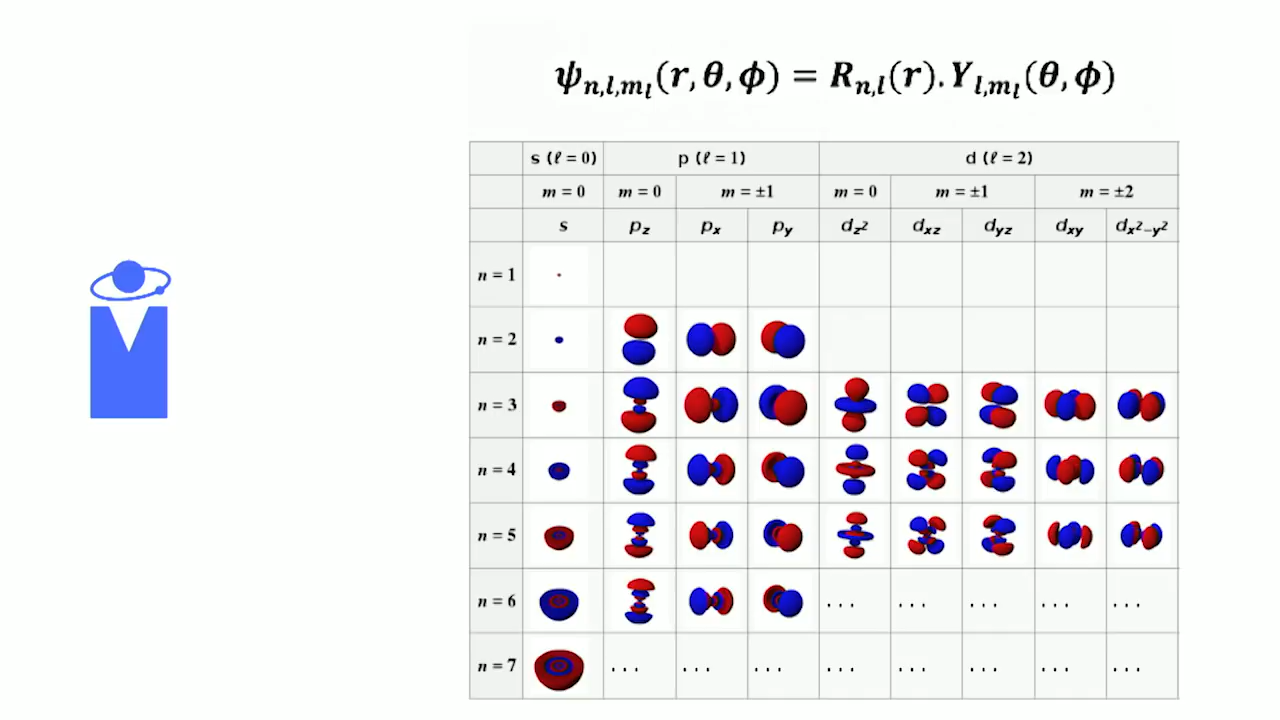 ψn,l,ml(r, θ, ϕ) = Rn,l(r). Yl,ml(θ, ϕ)
s (ℓ = 0) p (ℓ = 1) d (ℓ = 2)
m = 0 m = 0 m = ±1 m = 0 m = ±1 m = ±2
s pz px py dz² dxz dyz dxy dx²−y²
n = 1
n = 2
n = 3
n = 4
n = 5
n = 6 ... ... ... ... ...
n = 7 ... ... ... ... ... ... ... ...